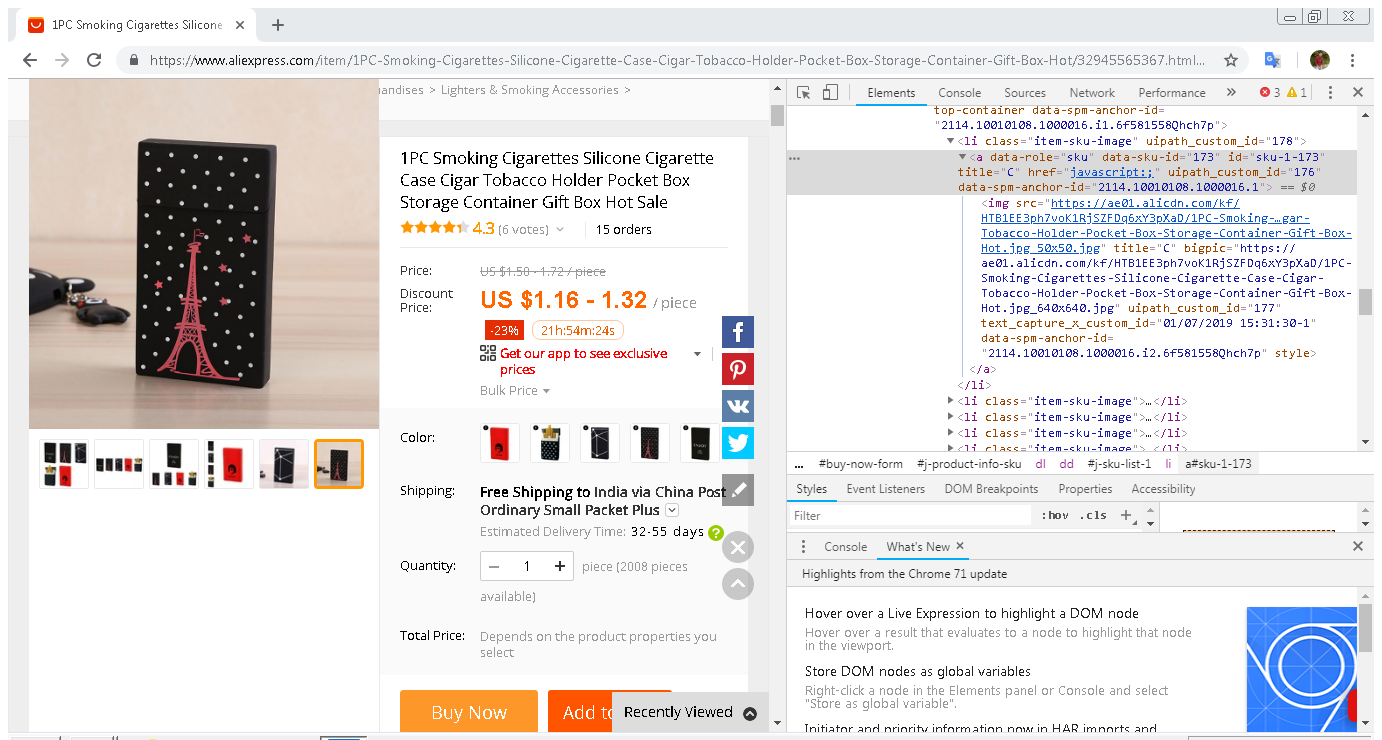 1PC Smoking Cigarettes Silicone
https://www.aliexpress.com/item/1PC-Smoking-Cigarettes-Silicone-Cigarette-Case-Cigar-Tobacco-Holder-Pocket-Box-Storage-Container-Gift-Box-Hot/32945565367.html...
andises > Lighters & Smoking Accessories >
1PC Smoking Cigarettes Silicone Cigarette
Case Cigar Tobacco Holder Pocket Box
Storage Container Gift Box Hot Sale
4.3 (6 votes)
15 orders
Price:
US $1.50 - 1.72 / piece
Discount
Price:
US $1.16 - 1.32 / piece
-23%
21h:54m:24s
Get our app to see exclusive
prices
Bulk Price
Color:
Shipping:
Free Shipping to India via China Post
Ordinary Small Packet Plus
Estimated Delivery Time: 32-55 days
Quantity:
1
piece (2008 pieces
available)
Total Price:
Depends on the product properties you
select
Buy Now
Add to
Recently Viewed
Elements Console Sources Network Performance » 3 1
top-container data-spm-anchor-id=
"2114.10010108.1000016.i1.6f581558Qhch7p">
<li class="item-sku-image" uipath_custom_id="178">
<a data-role="sku" data-sku-id="173" id="sku-1-173"
title="C" href="javascript:;" uipath_custom_id="176"
data-spm-anchor-id="2114.10010108.1000016.1"> == $0
<img src="https://ae01.alicdn.com/kf/
HTB1EE3ph7voK1RjSZFDq6xY3pXaD/1PC-Smoking-…gar-
Tobacco-Holder-Pocket-Box-Storage-Container-Gift-Box-
Hot.jpg_50x50.jpg" title="C" bigpic="https://
ae01.alicdn.com/kf/HTB1EE3ph7voK1RjSZFDq6xY3pXaD/1PC-
Smoking-Cigarettes-Silicone-Cigarette-Case-Cigar-
Tobacco-Holder-Pocket-Box-Storage-Container-Gift-Box-
Hot.jpg_640x640.jpg" uipath_custom_id="177"
text_capture_x_custom_id="01/07/2019 15:31:30-1"
data-spm-anchor-id=
"2114.10010108.1000016.i2.6f581558Qhch7p" style>
</a>
</li>
<li class="item-sku-image">…</li>
<li class="item-sku-image">…</li>
<li class="item-sku-image">…</li>
<li class="item-sku-image">…</li>
... #buy-now-form #j-product-info-sku dl dd #j-sku-list-1 li a#sku-1-173
Styles Event Listeners DOM Breakpoints Properties Accessibility
Filter :hov .cls +
Console What's New
Highlights from the Chrome 71 update
Hover over a Live Expression to highlight a DOM node
Hover over a result that evaluates to a node to highlight that node
in the viewport.
Store DOM nodes as global variables
Right-click a node in the Elements panel or Console and select
"Store as global variable".
Initiator and priority information now in HAR imports and